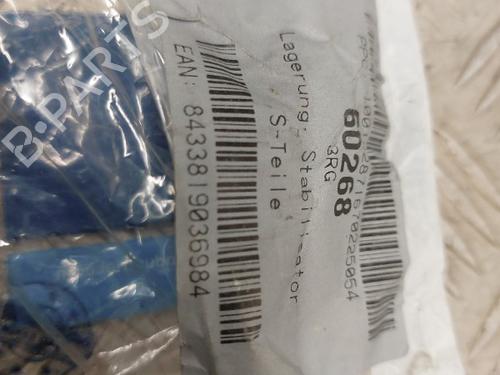 60268
3RG
Lagerung, Stabilisator
S-Teile
EAN: 8433819036984
B-PARTS